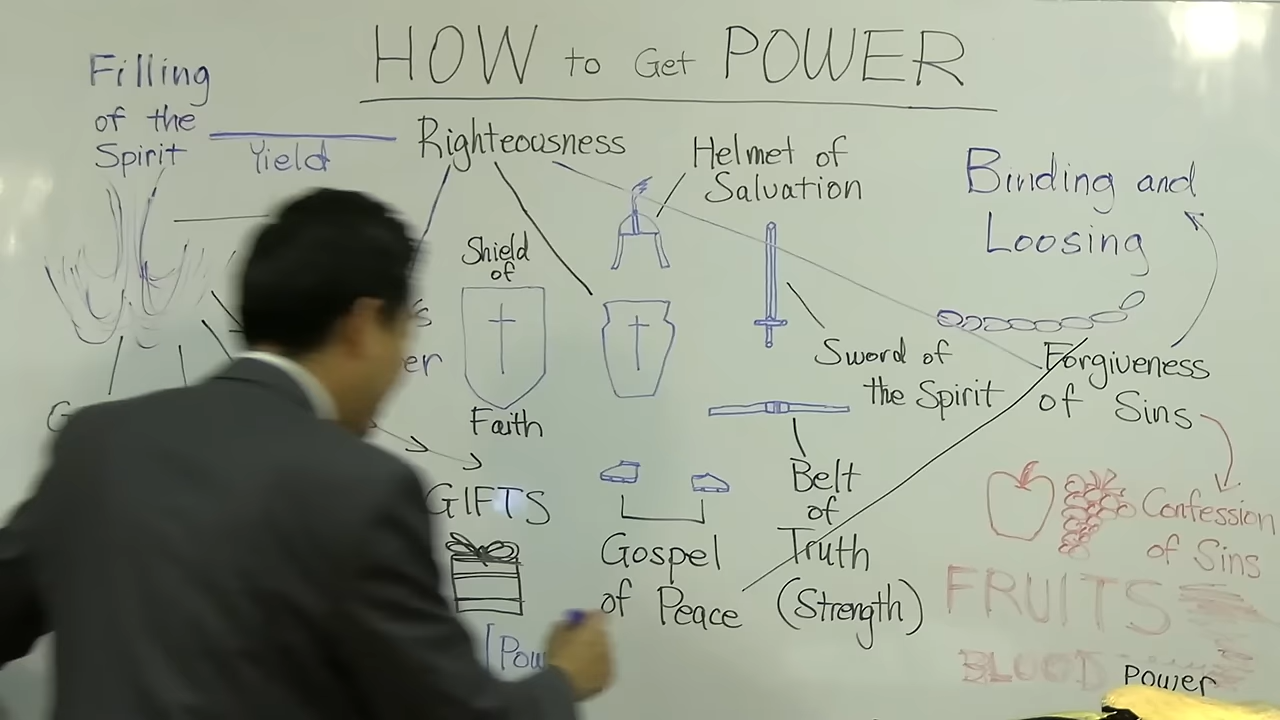 HOW to Get POWER
Filling
of the
Spirit
Yield
Righteousness
Helmet of
Salvation
Binding and
Loosing
Shield
of
Faith
Sword of
the Spirit
Forgiveness
of Sins
Belt
of
Truth
(Strength)
GIFTS
Gospel
of Peace
Confession
of Sins
FRUITS
BLOOD
Power